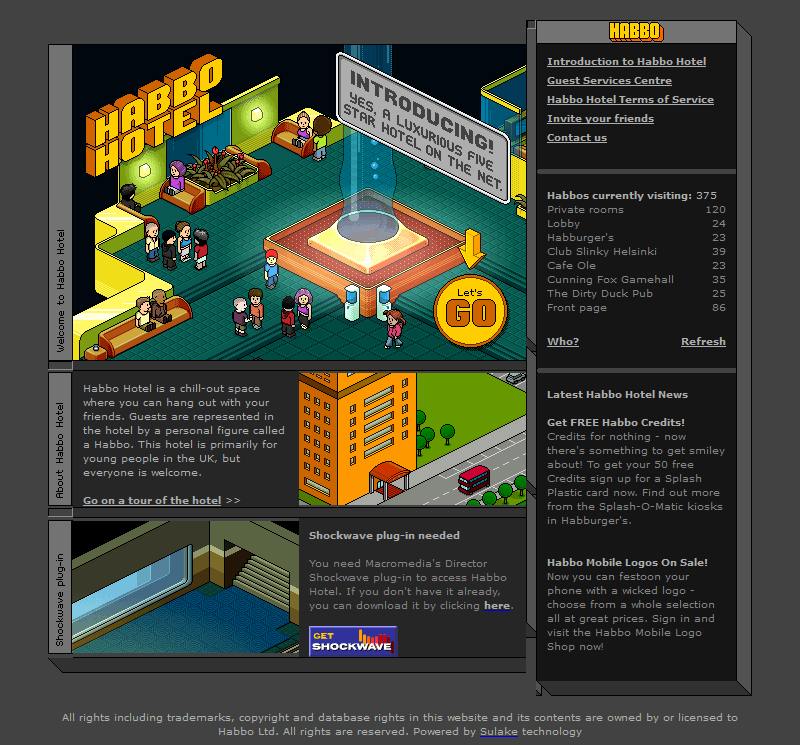 HABBO
HOTEL
INTRODUCING!
YES, A LUXURIOUS FIVE
STAR HOTEL ON THE NET.
Let's
GO
Welcome to Habbo Hotel
About Habbo Hotel
Habbo Hotel is a chill-out space
where you can hang out with your
friends. Guests are represented in
the hotel by a personal figure called
a Habbo. This hotel is primarily for
young people in the UK, but
everyone is welcome.
Go on a tour of the hotel >>
Shockwave plug-in
Shockwave plug-in needed
You need Macromedia's Director
Shockwave plug-in to access Habbo
Hotel. If you don't have it already,
you can download it by clicking here.
GET
SHOCKWAVE
HABBO
Introduction to Habbo Hotel
Guest Services Centre
Habbo Hotel Terms of Service
Invite your friends
Contact us
Habbos currently visiting: 375
Private rooms 120
Lobby 24
Habburger's 23
Club Slinky Helsinki 39
Cafe Ole 23
Cunning Fox Gamehall 35
The Dirty Duck Pub 25
Front page 86
Who? Refresh
Latest Habbo Hotel News
Get FREE Habbo Credits!
Credits for nothing - now
there's something to get smiley
about! To get your 50 free
Credits sign up for a Splash
Plastic card now. Find out more
from the Splash-O-Matic kiosks
in Habburger's.
Habbo Mobile Logos On Sale!
Now you can festoon your
phone with a wicked logo -
choose from a whole selection
all at great prices. Sign in and
visit the Habbo Mobile Logo
Shop now!
All rights including trademarks, copyright and database rights in this website and its contents are owned by or licensed to
Habbo Ltd. All rights are reserved. Powered by Sulake technology